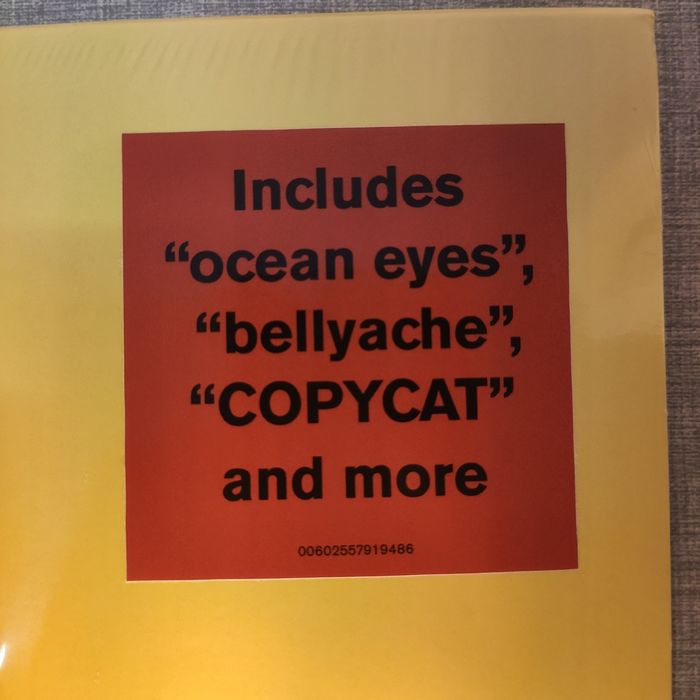 Includes
“ocean eyes”,
“bellyache”,
“COPYCAT”
and more
00602557919486